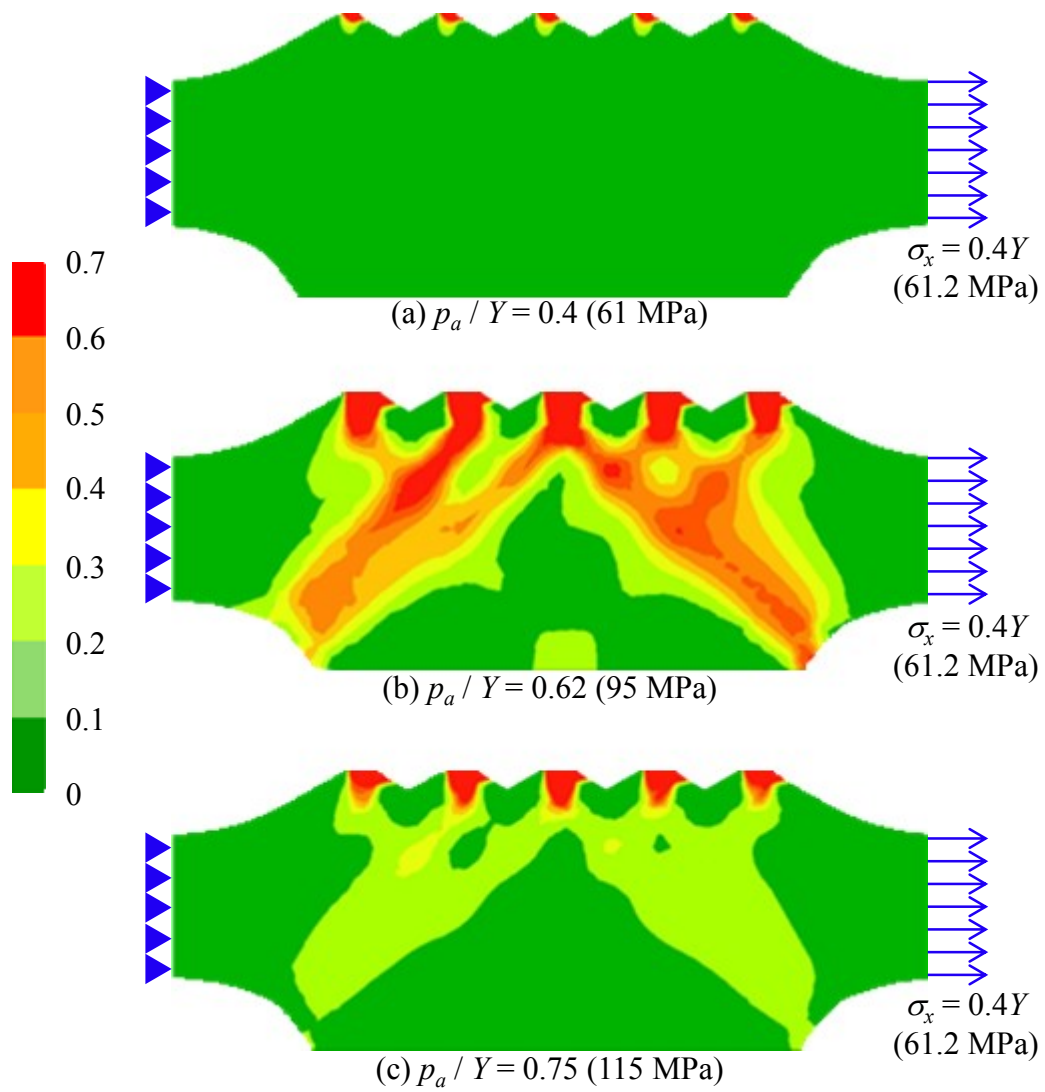 0.7
0.6
0.5
0.4
0.3
0.2
0.1
0
σx = 0.4Y
(61.2 MPa)
(a) pa / Y = 0.4 (61 MPa)
σx = 0.4Y
(61.2 MPa)
(b) pa / Y = 0.62 (95 MPa)
σx = 0.4Y
(61.2 MPa)
(c) pa / Y = 0.75 (115 MPa)